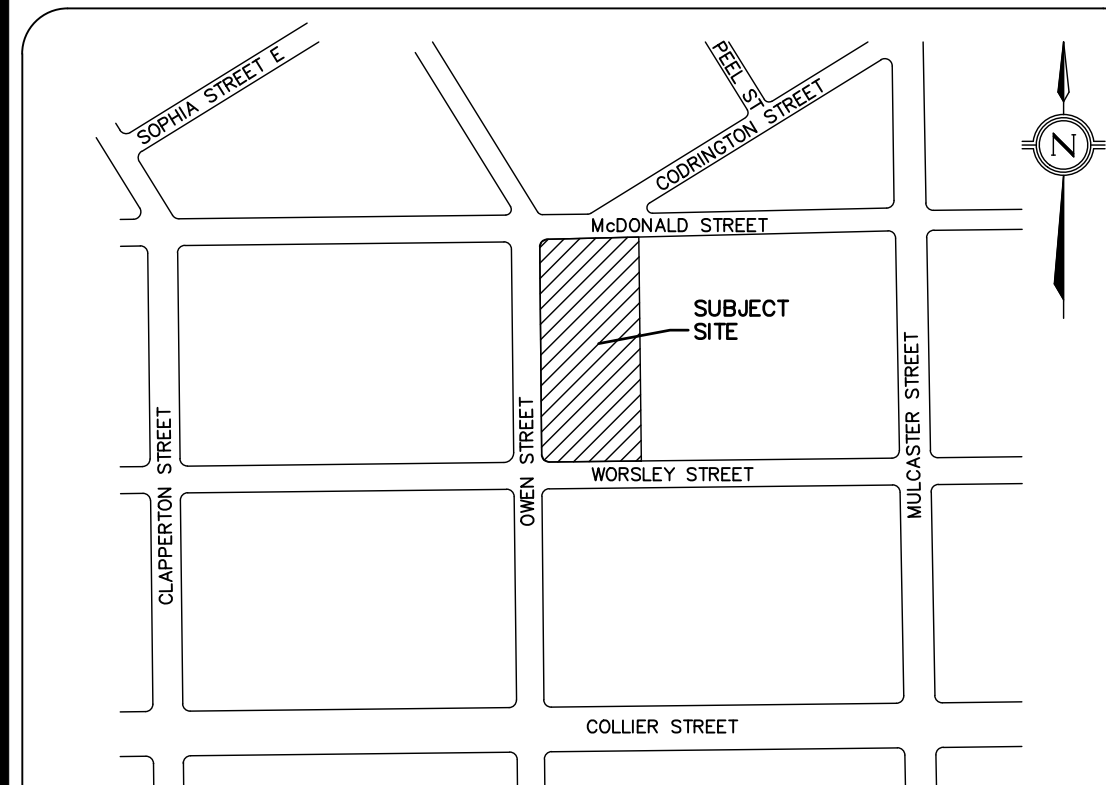 SOPHIA STREET E
PEEL ST
CODRINGTON STREET
N
McDONALD STREET
SUBJECT
SITE
MULCASTER STREET
CLAPPERTON STREET
OWEN STREET
WORSLEY STREET
COLLIER STREET